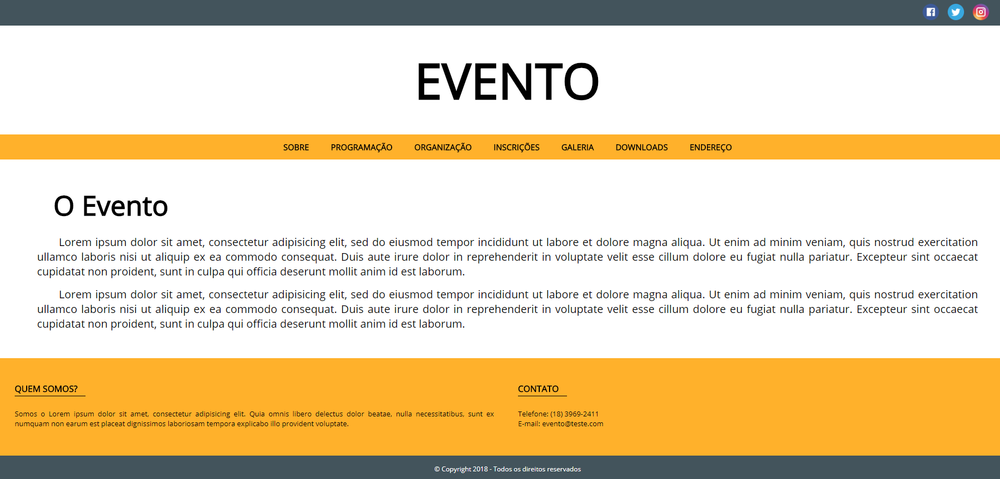 EVENTO
SOBRE PROGRAMAÇÃO ORGANIZAÇÃO INSCRIÇÕES GALERIA DOWNLOADS ENDEREÇO
O Evento
Lorem ipsum dolor sit amet, consectetur adipisicing elit, sed do eiusmod tempor incididunt ut labore et dolore magna aliqua. Ut enim ad minim veniam, quis nostrud exercitation
ullamco laboris nisi ut aliquip ex ea commodo consequat. Duis aute irure dolor in reprehenderit in voluptate velit esse cillum dolore eu fugiat nulla pariatur. Excepteur sint occaecat
cupidatat non proident, sunt in culpa qui officia deserunt mollit anim id est laborum.
Lorem ipsum dolor sit amet, consectetur adipisicing elit, sed do eiusmod tempor incididunt ut labore et dolore magna aliqua. Ut enim ad minim veniam, quis nostrud exercitation
ullamco laboris nisi ut aliquip ex ea commodo consequat. Duis aute irure dolor in reprehenderit in voluptate velit esse cillum dolore eu fugiat nulla pariatur. Excepteur sint occaecat
cupidatat non proident, sunt in culpa qui officia deserunt mollit anim id est laborum.
QUEM SOMOS?
Somos o Lorem ipsum dolor sit amet, consectetur adipisicing elit. Quia omnis libero delectus dolor beatae, nulla necessitatibus, sunt ex
numquam non earum est placeat dignissimos laboriosam tempora explicabo illo provident voluptate.
CONTATO
Telefone: (18) 3969-2411
E-mail: evento@teste.com
© Copyright 2018 - Todos os direitos reservados